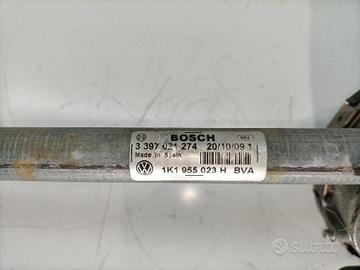 BOSCH
3 397 021 274 20/10/09 1
Made in Spain
1K1 955 023 H BVA
subito